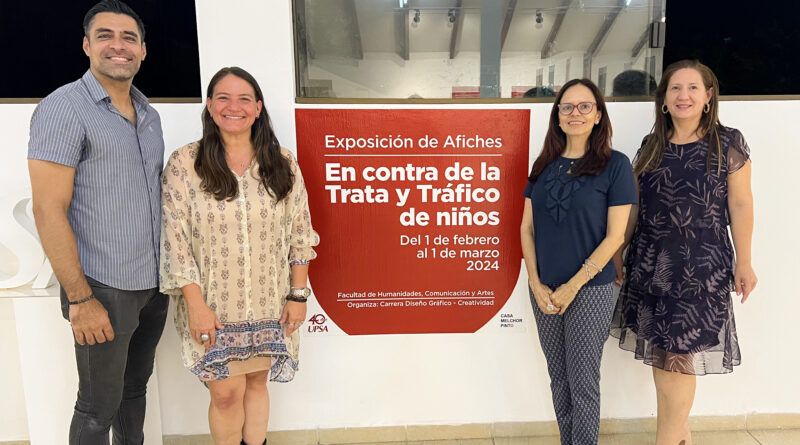 Exposición de Afiches
En contra de la
Trata y Tráfico
de niños
Del 1 de febrero
al 1 de marzo
2024
Facultad de Humanidades, Comunicación y Artes
Organiza: Carrera Diseño Gráfico - Creatividad
40
UPSA
CASA
MELCHOR
PINTO